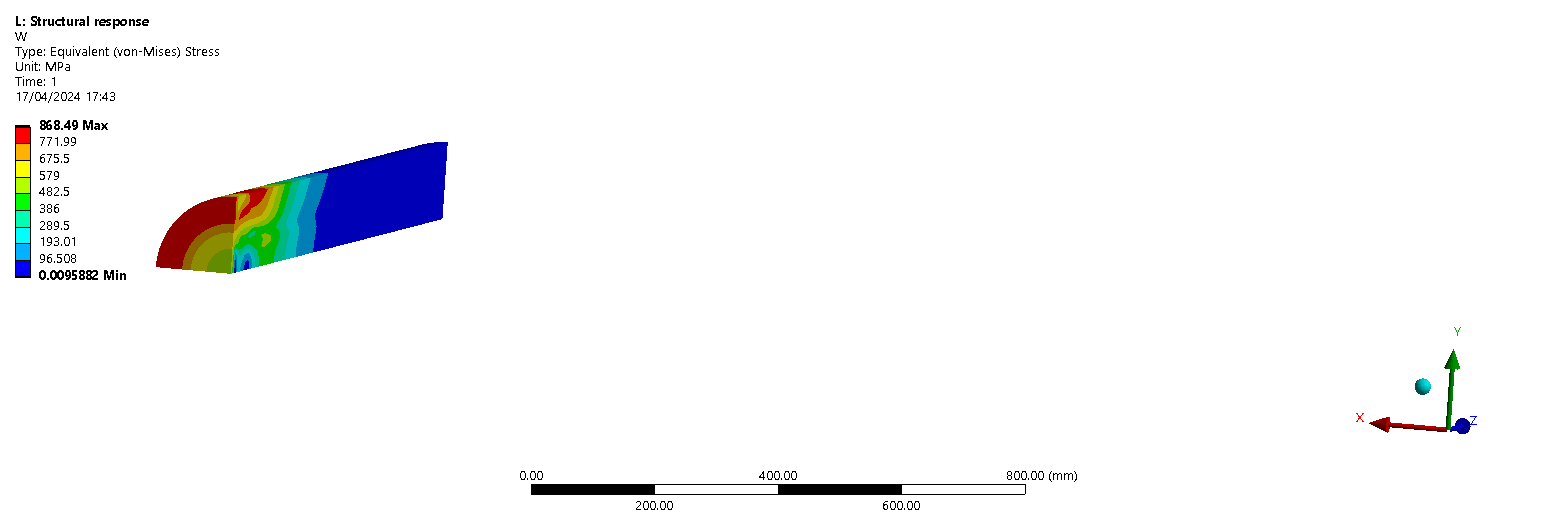 L: Structural response
W
Type: Equivalent (von-Mises) Stress
Unit: MPa
Time: 1
17/04/2024 17:43
868.49 Max
771.99
675.5
579
482.5
386
289.5
193.01
96.508
0.0095882 Min
Y
X
Z
0.00 400.00 800.00 (mm)
200.00 600.00